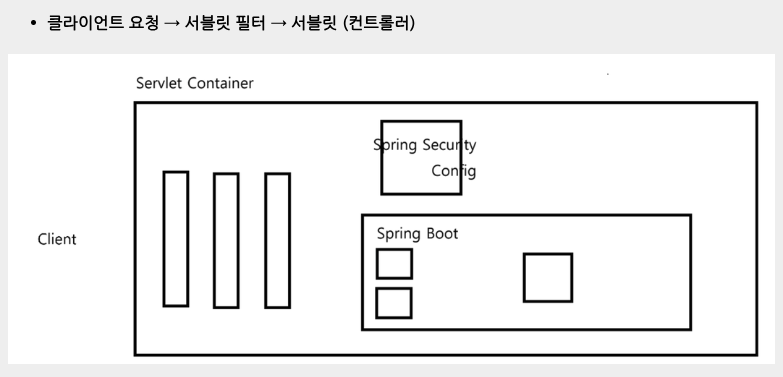 • 클라이언트 요청 → 서블릿 필터 → 서블릿 (컨트롤러)
Servlet Container
Spring Security
Config
Spring Boot
Client